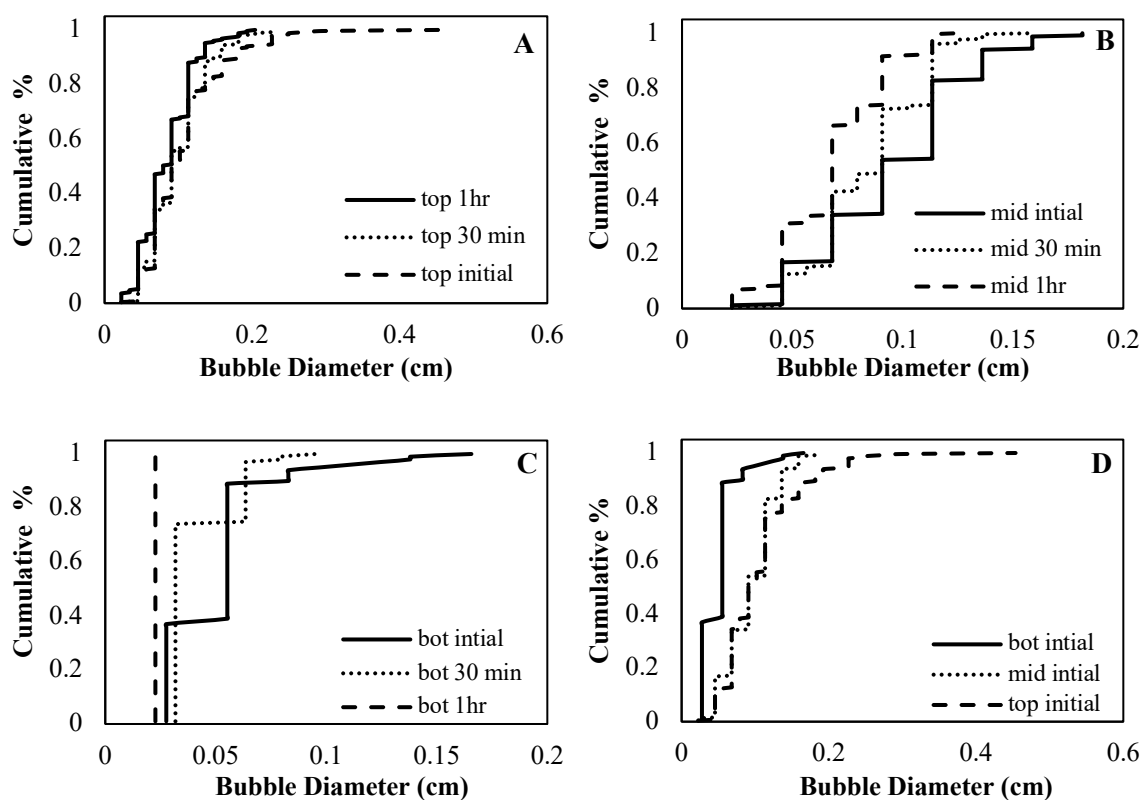 A
Cumulative %
1
0.8
0.6
0.4
0.2
0
top 1hr
top 30 min
top initial
0 0.2 0.4 0.6
Bubble Diameter (cm)
B
Cumulative %
1
0.8
0.6
0.4
0.2
0
mid intial
mid 30 min
mid 1hr
0 0.05 0.1 0.15 0.2
Bubble Diameter (cm)
C
Cumulative %
1
0.8
0.6
0.4
0.2
0
bot intial
bot 30 min
bot 1hr
0 0.05 0.1 0.15 0.2
Bubble Diameter (cm)
D
Cumulative %
1
0.8
0.6
0.4
0.2
0
bot intial
mid intial
top initial
0 0.2 0.4 0.6
Bubble Diameter (cm)